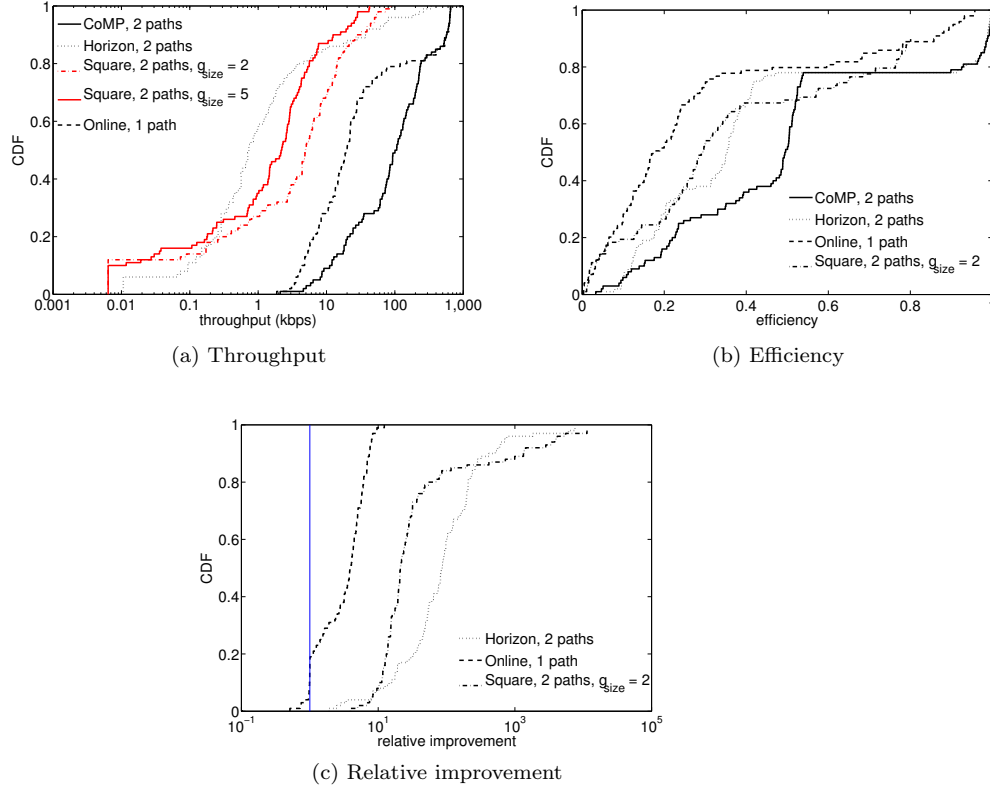 1
0.8
0.6
0.4
0.2
0
CDF
0.001
0.01
0.1
1
10
100
1,000
throughput (kbps)
CoMP, 2 paths
Horizon, 2 paths
Square, 2 paths, g_size = 2
Square, 2 paths, g_size = 5
Online, 1 path
(a) Throughput
1
0.8
0.6
0.4
0.2
0
CDF
0
0.2
0.4
0.6
0.8
1
efficiency
CoMP, 2 paths
Horizon, 2 paths
Online, 1 path
Square, 2 paths, g_size = 2
(b) Efficiency
1
0.8
0.6
0.4
0.2
0
CDF
10^-1
10^1
10^3
10^5
relative improvement
Horizon, 2 paths
Online, 1 path
Square, 2 paths, g_size = 2
(c) Relative improvement